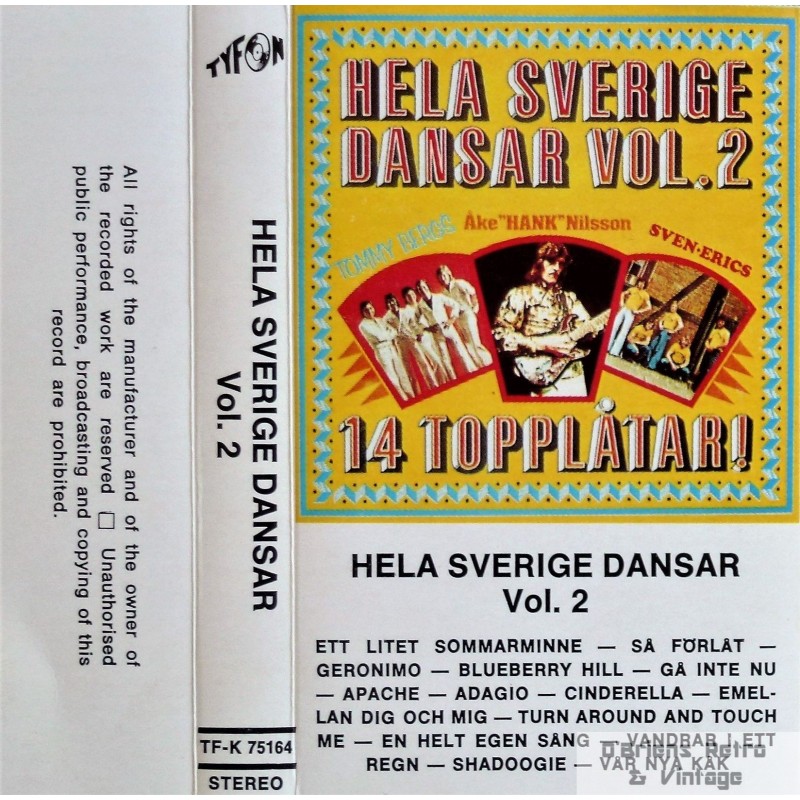 All rights of the manufacturer and of the owner of
the recorded work are reserved □ Unauthorised
public performance, broadcasting and copying of this
record are prohibited.
TYFON
HELA SVERIGE DANSAR
Vol. 2
TF-K 75164
STEREO
HELA SVERIGE
DANSAR VOL.2
TOMMY BERGS
Åke "HANK" Nilsson
SVEN-ERICS
14 TOPPLÅTAR!
HELA SVERIGE DANSAR
Vol. 2
ETT LITET SOMMARMINNE — SÅ FÖRLÅT —
GERONIMO — BLUEBERRY HILL — GÅ INTE NU
— APACHE — ADAGIO — CINDERELLA — EMEL-
LAN DIG OCH MIG — TURN AROUND AND TOUCH
ME — EN HELT EGEN SÅNG — VANDRAR I ETT
REGN — SHADOOGIE — VÅR NYA KÅK
O'Briens Retro
& Vintage